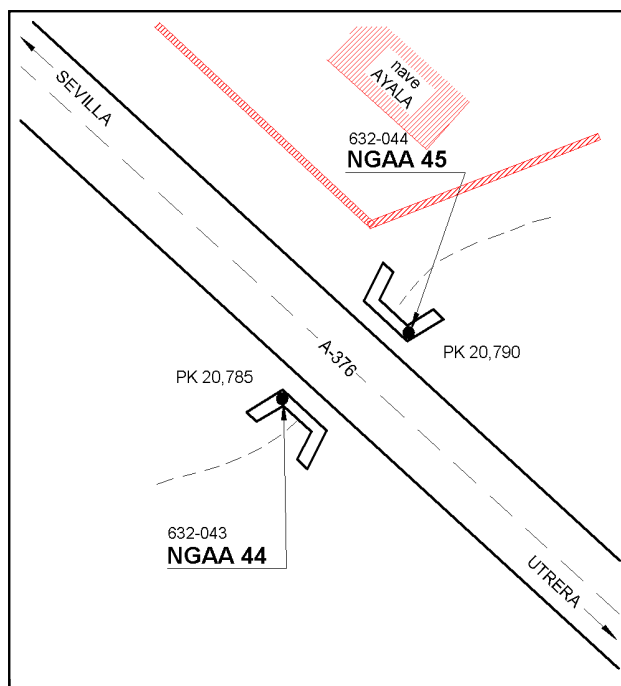 SEVILLA
nave
AYALA
632-044
NGAA 45
PK 20,790
A-376
PK 20,785
632-043
NGAA 44
UTRERA